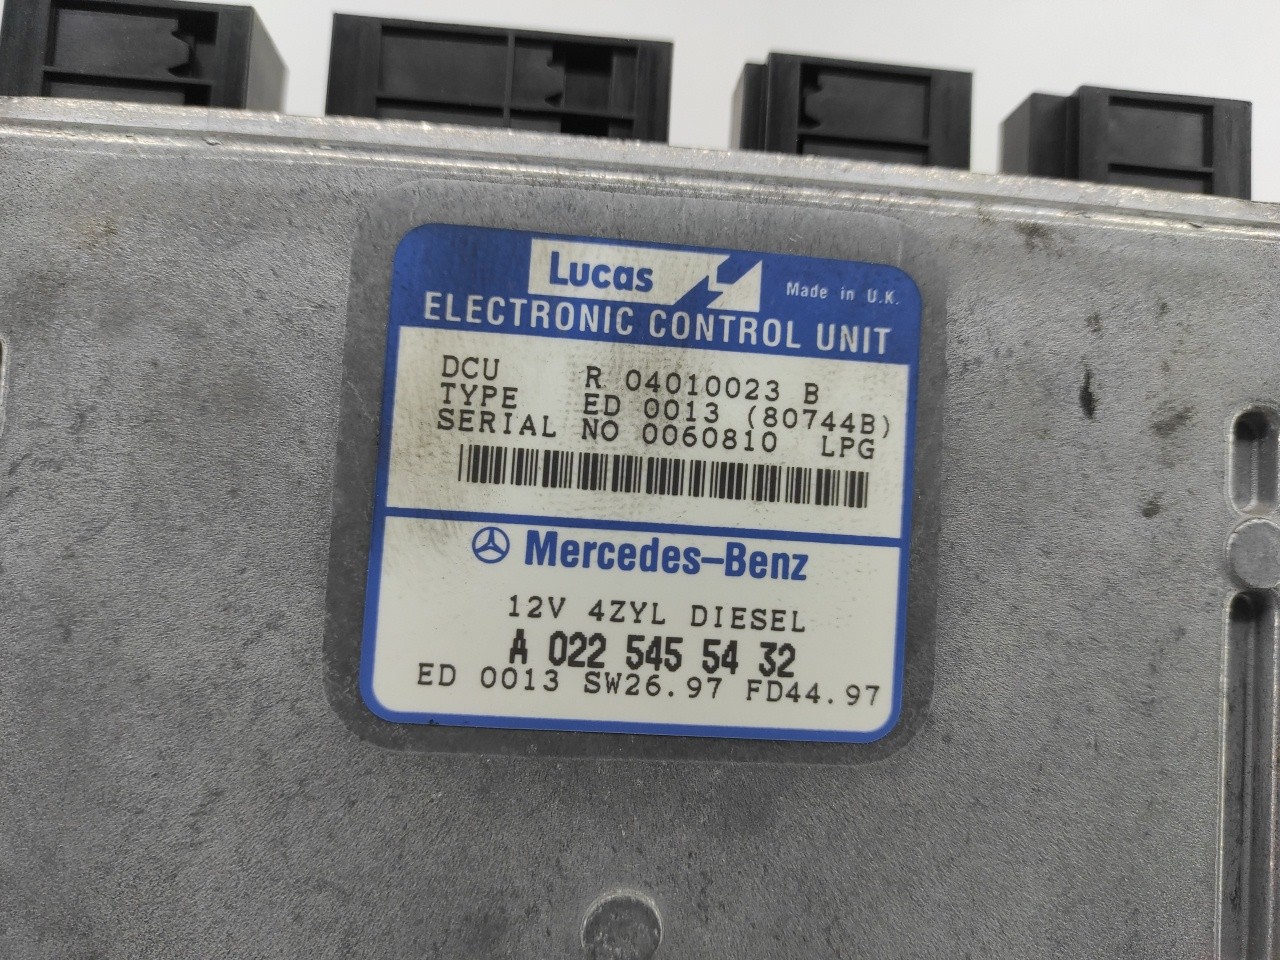 Lucas
Made in U.K.
ELECTRONIC CONTROL UNIT
DCU R 04010023 B
TYPE ED 0013 (80744B)
SERIAL NO 0060810 LPG
Mercedes-Benz
12V 4ZYL DIESEL
A 022 545 54 32
ED 0013 SW26.97 FD44.97